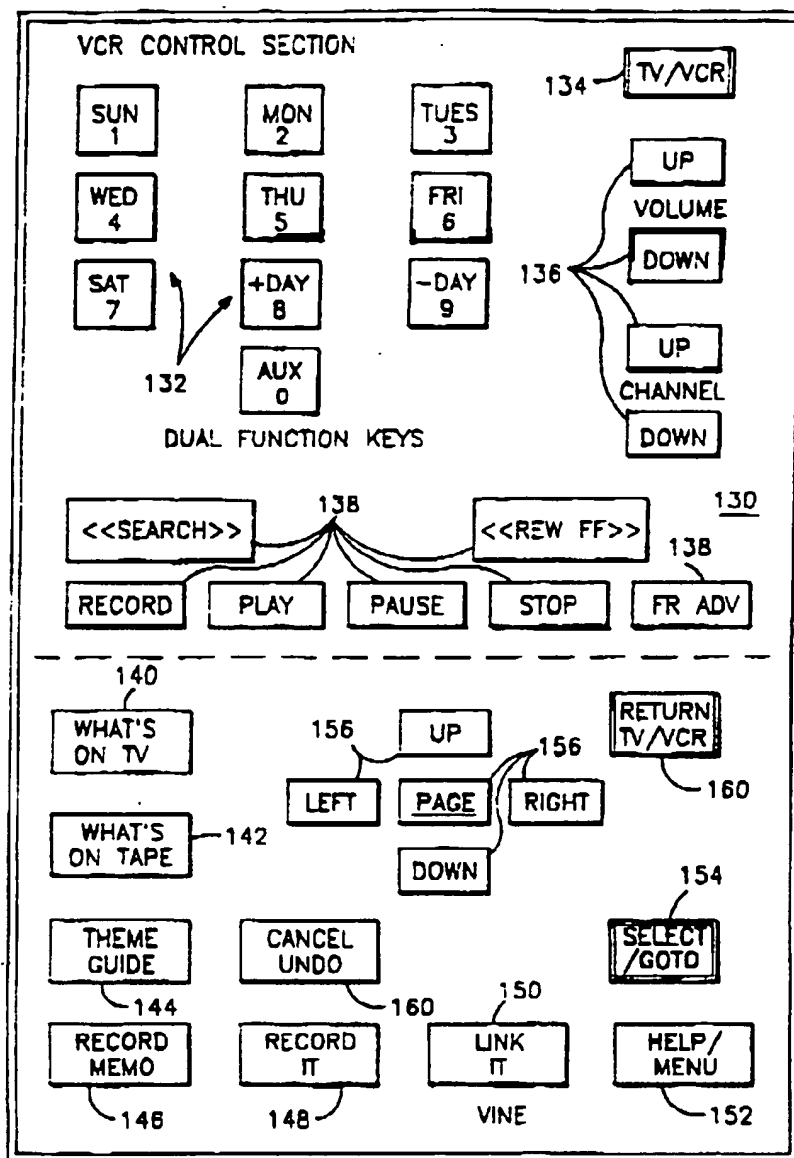 VCR CONTROL SECTION
134
TV/VCR
SUN
1
MON
2
TUES
3
UP
VOLUME
DOWN
WED
4
THU
5
FRI
6
136
SAT
7
+DAY
8
-DAY
9
UP
CHANNEL
DOWN
132
AUX
0
DUAL FUNCTION KEYS
138
130
<<SEARCH>>
<<REW FF>>
138
RECORD
PLAY
PAUSE
STOP
FR ADV
140
WHAT'S
ON TV
156
UP
156
RETURN
TV/VCR
160
LEFT
PAGE
RIGHT
WHAT'S
ON TAPE
142
DOWN
154
THEME
GUIDE
144
CANCEL
UNDO
160
SELECT
/GOTO
150
RECORD
MEMO
146
RECORD
IT
148
LINK
IT
VINE
HELP/
MENU
152